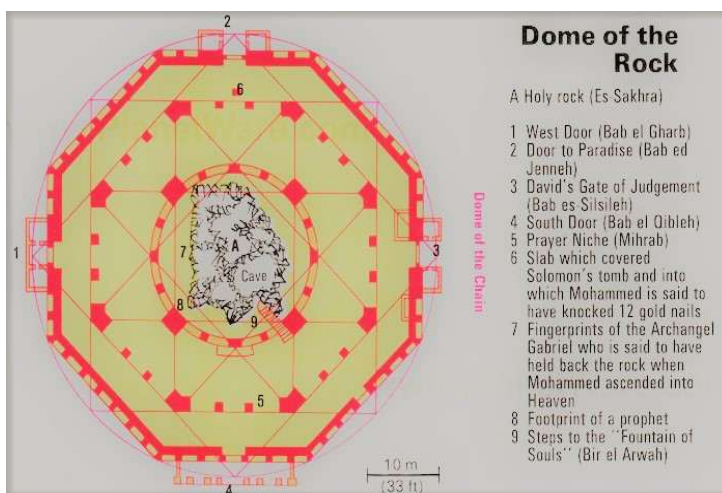 Dome of the
Rock
A Holy rock (Es Sakhra)
1 West Door (Bab el Gharb)
2 Door to Paradise (Bab ed
Jenneh)
3 David's Gate of Judgement
(Bab es-Silsileh)
4 South Door (Bab el Qibleh)
5 Prayer Niche (Mihrab)
6 Slab which covered
Solomon's tomb and into
which Mohammed is said to
have knocked 12 gold nails
7 Fingerprints of the Archangel
Gabriel who is said to have
held back the rock when
Mohammed ascended into
Heaven
8 Footprint of a prophet
9 Steps to the "Fountain of
Souls" (Bir el Arwah)
2
6
1
7
A
Cave
3
8
9
5
4
Dome of the Chain
10 m
(33 ft)